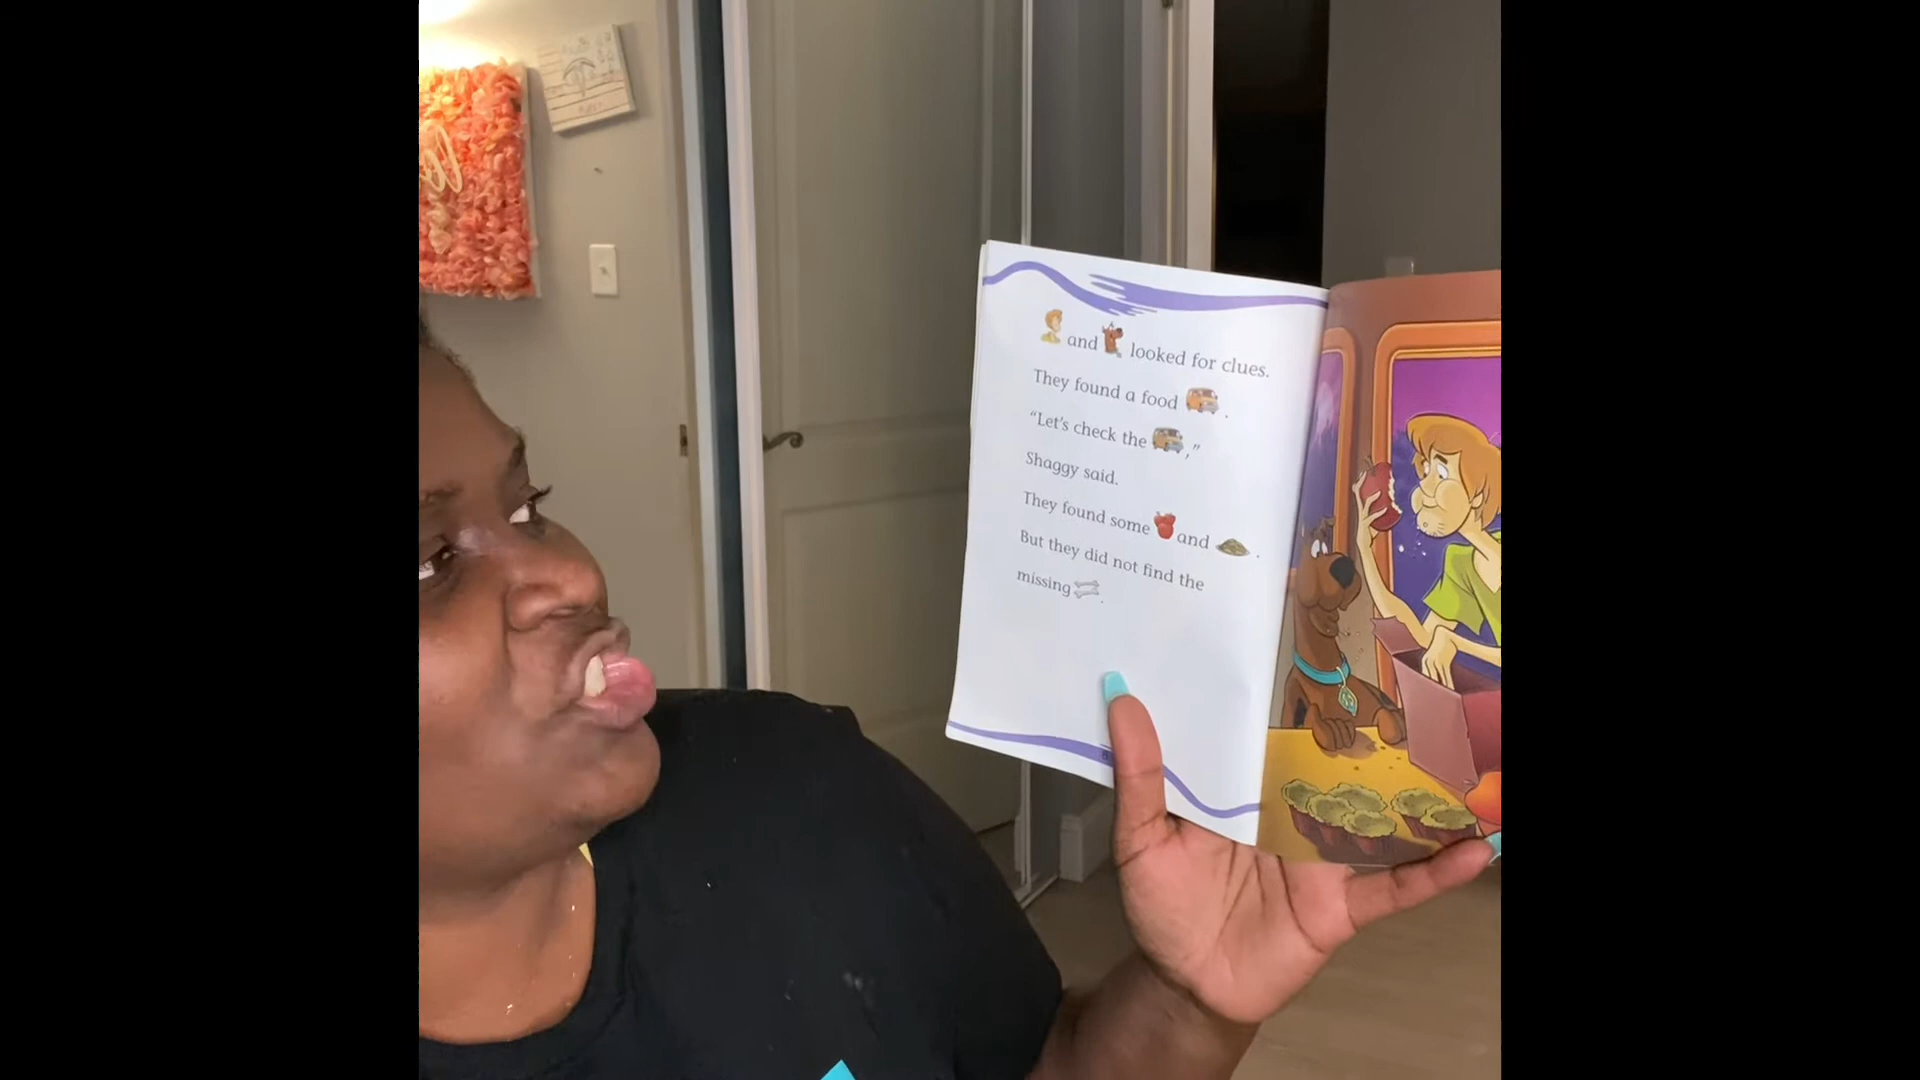 and looked for clues.
They found a food .
“Let’s check the ,”
Shaggy said.
They found some and .
But they did not find the
missing .